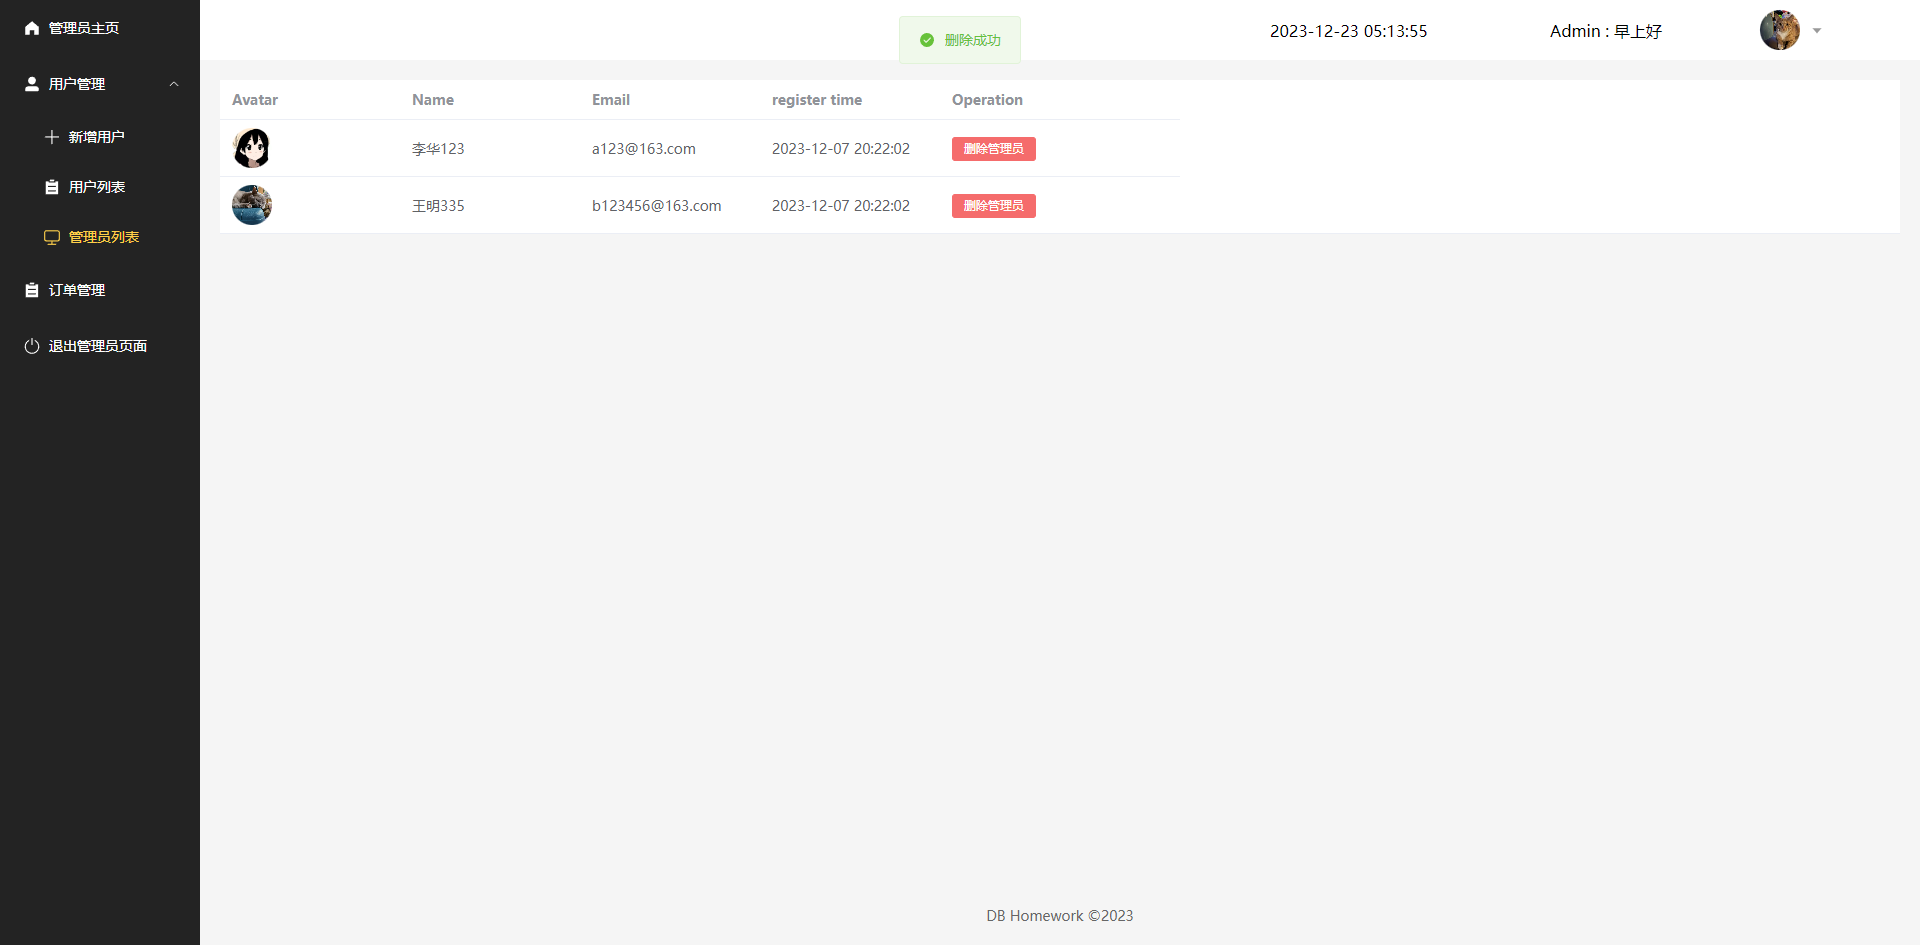 管理员主页
用户管理
新增用户
用户列表
管理员列表
订单管理
退出管理员页面
删除成功
2023-12-23 05:13:55
Admin : 早上好
Avatar Name Email register time Operation
李华123 a123@163.com 2023-12-07 20:22:02 删除管理员
王明335 b123456@163.com 2023-12-07 20:22:02 删除管理员
DB Homework ©2023